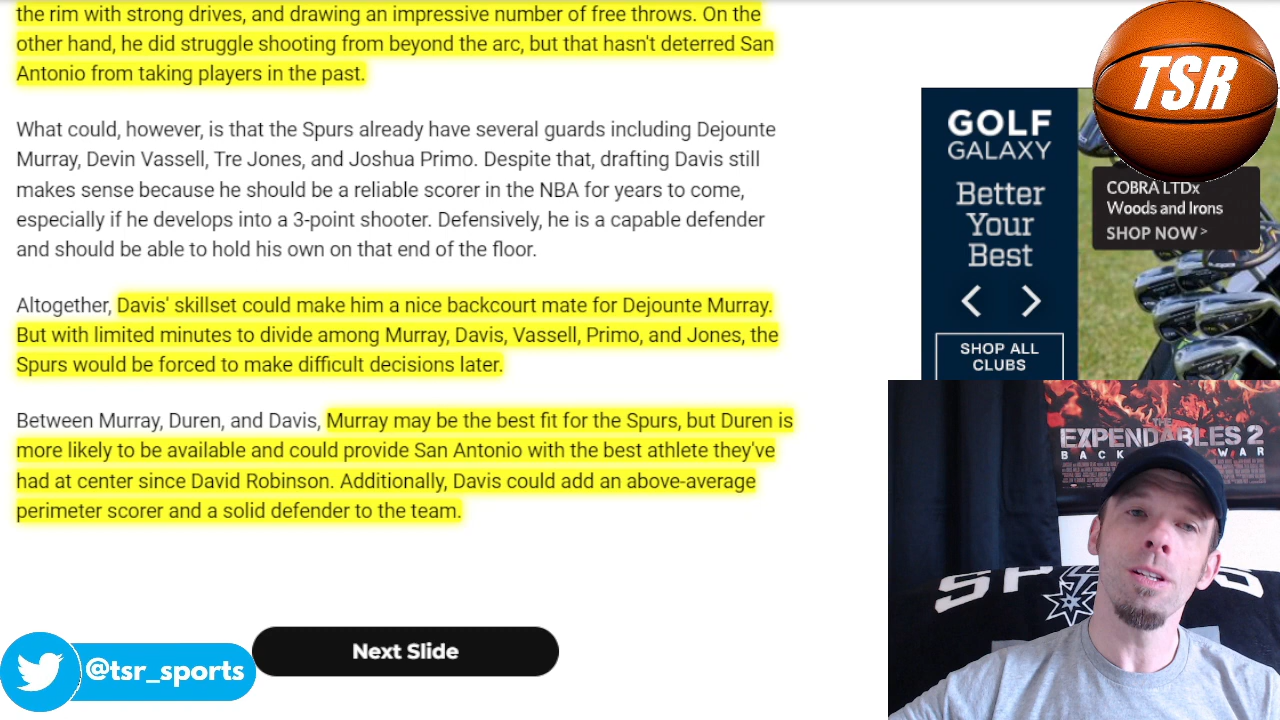 the rim with strong drives, and drawing an impressive number of free throws. On the
other hand, he did struggle shooting from beyond the arc, but that hasn't deterred San
Antonio from taking players in the past.
What could, however, is that the Spurs already have several guards including Dejounte
Murray, Devin Vassell, Tre Jones, and Joshua Primo. Despite that, drafting Davis still
makes sense because he should be a reliable scorer in the NBA for years to come,
especially if he develops into a 3-point shooter. Defensively, he is a capable defender
and should be able to hold his own on that end of the floor.
Altogether, Davis' skillset could make him a nice backcourt mate for Dejounte Murray.
But with limited minutes to divide among Murray, Davis, Vassell, Primo, and Jones, the
Spurs would be forced to make difficult decisions later.
Between Murray, Duren, and Davis, Murray may be the best fit for the Spurs, but Duren is
more likely to be available and could provide San Antonio with the best athlete they've
had at center since David Robinson. Additionally, Davis could add an above-average
perimeter scorer and a solid defender to the team.
Next Slide
@tsr_sports
TSR
GOLF
GALAXY
Better
Your
Best
COBRA LTDx
Woods and Irons
SHOP NOW >
SHOP ALL
CLUBS
THE
EXPENDABLES 2
BACK WAR
SP S